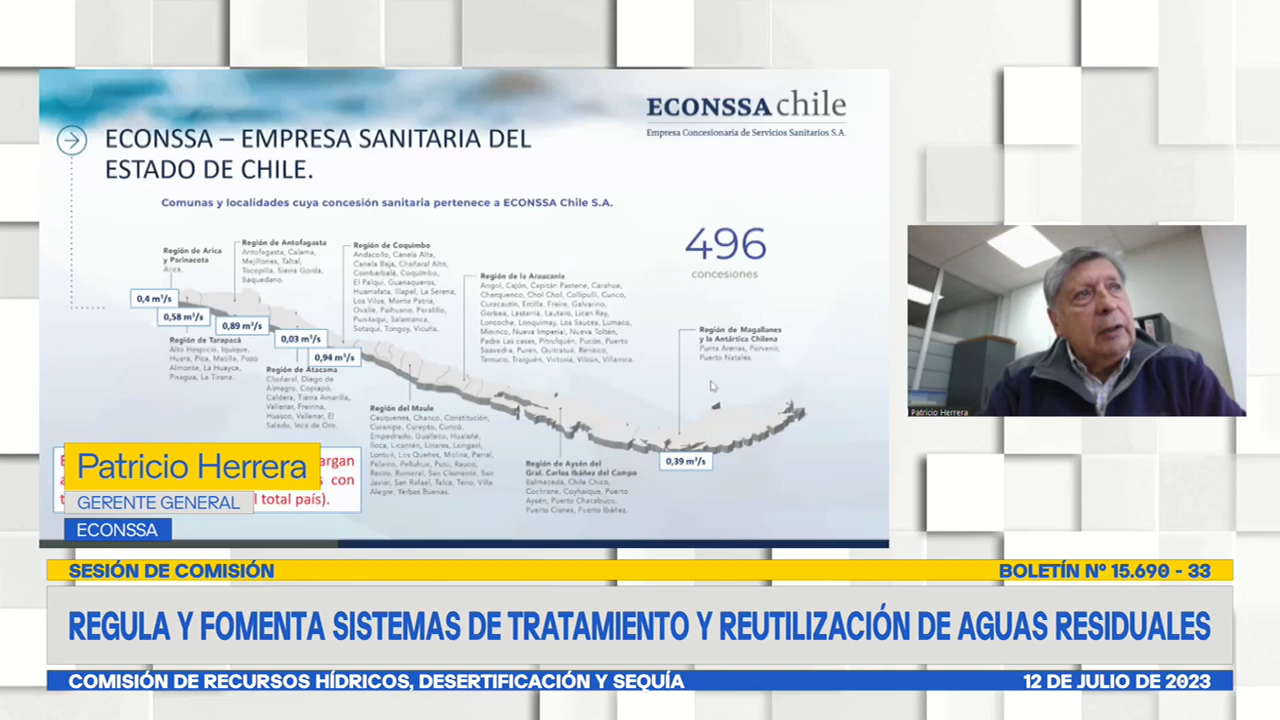 ECONSSA chile
Empresa Concesionaria de Servicios Sanitarios S.A.
ECONSSA – EMPRESA SANITARIA DEL
ESTADO DE CHILE.
Comunas y localidades cuya concesión sanitaria pertenece a ECONSSA Chile S.A.
496
concesiones
Región de Arica
y Parinacota
Arica.
Región de Antofagasta
Antofagasta, Calama,
Mejillones, Taltal,
Tocopilla, Sierra Gorda,
Baquedano.
Región de Coquimbo
Andacollo, Canela Alta,
Canela Baja, Chañaral Alto,
Combarbalá, Coquimbo,
El Palqui, Guanaqueros,
Huamalata, Illapel, La Serena,
Los Vilos, Monte Patria,
Ovalle, Paihuano, Peralillo,
Punitaqui, Salamanca,
Sotaqui, Tongoy, Vicuña.
Región de la Araucanía
Angol, Cajón, Capitán Pastene, Carahue,
Cherquenco, Chol Chol, Collipulli, Cunco,
Curacautín, Ercilla, Freire, Galvarino,
Gorbea, Lastarria, Lautaro, Lican Ray,
Loncoche, Lonquimay, Los Sauces, Lumaco,
Mininco, Nueva Imperial, Nueva Toltén,
Padre Las casas, Pitrufquén, Pucón, Puerto
Saavedra, Purén, Quitratué, Renaico,
Temuco, Traiguén, Victoria, Vilcún, Villarrica.
Región de Magallanes
y la Antártica Chilena
Punta Arenas, Porvenir,
Puerto Natales.
0,4 m³/s
0,58 m³/s
0,89 m³/s
0,03 m³/s
0,94 m³/s
0,39 m³/s
Región de Tarapacá
Alto Hospicio, Iquique,
Huara, Pica, Matilla, Pozo
Almonte, La Huayca,
Pisagua, La Tirana.
Región de Atacama
Chañaral, Diego de
Almagro, Copiapó,
Caldera, Tierra Amarilla,
Vallenar, Freirina,
Huasco, Vallenar, El
Salado, Inca de Oro.
Región del Maule
Cauquenes, Chanco, Constitución,
Curanipe, Curepto, Curicó,
Empedrado, Gualleco, Hualañé,
Iloca, Licantén, Linares, Longaví,
Lontué, Los Queñes, Molina, Parral,
Pelarco, Pelluhue, Putú, Rauco,
Retiro, Romeral, San Clemente, San
Javier, San Rafael, Talca, Teno, Villa
Alegre, Yerbas Buenas.
Región de Aysén del
Gral. Carlos Ibáñez del Campo
Balmaceda, Chile Chico,
Cochrane, Coyhaique, Puerto
Aysén, Puerto Chacabuco,
Puerto Cisnes, Puerto Ibáñez.
argan
con
total país).
Patricio Herrera
Patricio Herrera
GERENTE GENERAL
ECONSSA
SESIÓN DE COMISIÓN
BOLETÍN Nº 15.690 - 33
REGULA Y FOMENTA SISTEMAS DE TRATAMIENTO Y REUTILIZACIÓN DE AGUAS RESIDUALES
COMISIÓN DE RECURSOS HÍDRICOS, DESERTIFICACIÓN Y SEQUÍA
12 DE JULIO DE 2023